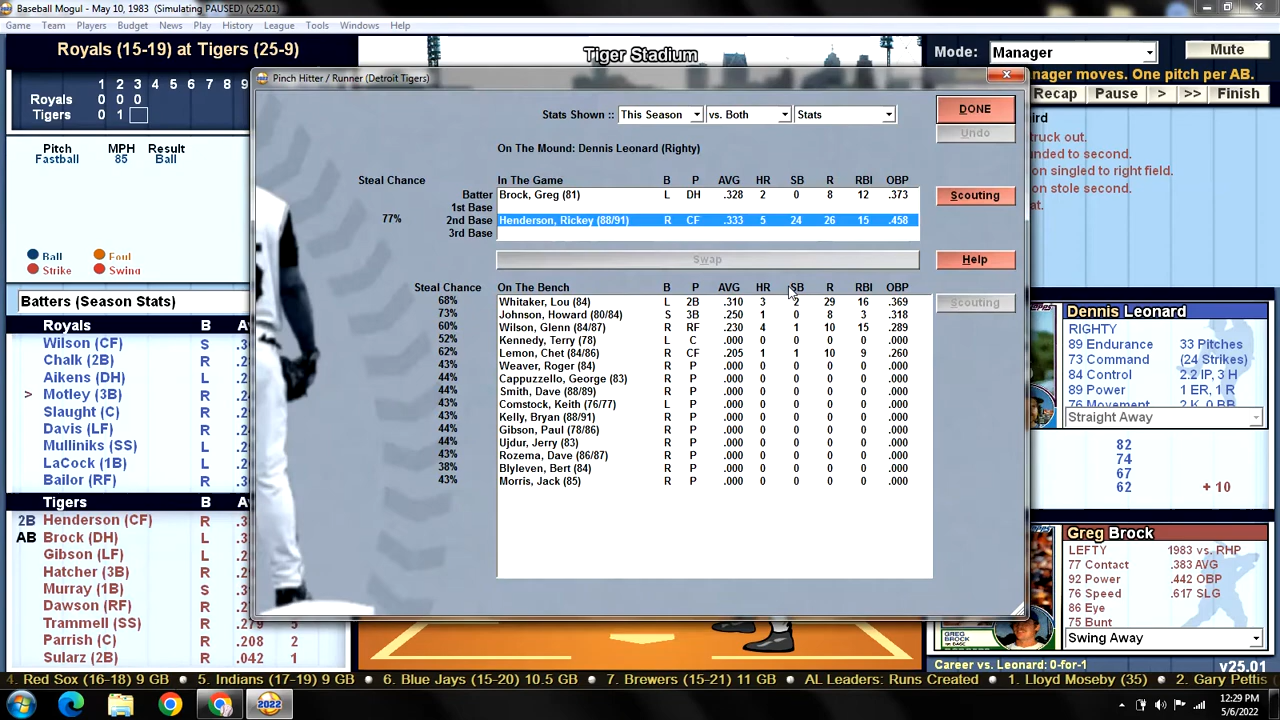 Baseball Mogul - May 10, 1983 (Simulating PAUSED) (v25.01)
Game Team Players Budget News Play History League Tools Windows Help
Royals (15-19) at Tigers (25-9)
1 2 3 4 5 6 7 8 9
Royals 0 0 0
Tigers 0 1
Pitch MPH Result
Fastball 85 Ball
Ball Foul
Strike Swing
Batters (Season Stats)
Royals B
Wilson (CF) S
Chalk (2B) R
Aikens (DH) L
> Motley (3B) R
Slaught (C) R
Davis (LF) R
Mulliniks (SS) L
LaCock (1B) L
Bailor (RF) R
Tigers B
2B Henderson (CF) R
AB Brock (DH) L
Gibson (LF) L
Hatcher (3B) R
Murray (1B) S
Dawson (RF) R
Trammell (SS) R .279 5
Parrish (C) R .208 2
Sularz (2B) R .042 1
Tiger Stadium
Mode: Manager Mute
nager moves. One pitch per AB.
Recap Pause > >> Finish
ird
truck out.
unded to second.
on singled to right field.
on stole second.
at.
Pinch Hitter / Runner (Detroit Tigers)
Stats Shown :: This Season vs. Both Stats
DONE
Undo
On The Mound: Dennis Leonard (Righty)
Steal Chance In The Game B P AVG HR SB R RBI OBP
Batter Brock, Greg (81) L DH .328 2 0 8 12 .373
1st Base
77% 2nd Base Henderson, Rickey (88/91) R CF .333 5 24 26 15 .458
3rd Base
Scouting
Swap
Help
Steal Chance On The Bench B P AVG HR SB R RBI OBP
68% Whitaker, Lou (84) L 2B .310 3 2 29 16 .369
73% Johnson, Howard (80/84) S 3B .250 1 0 8 3 .318
60% Wilson, Glenn (84/87) R RF .230 4 1 10 15 .289
52% Kennedy, Terry (78) L C .000 0 0 0 0 .000
62% Lemon, Chet (84/86) R CF .205 1 1 10 9 .260
43% Weaver, Roger (84) R P .000 0 0 0 0 .000
44% Cappuzzello, George (83) R P .000 0 0 0 0 .000
44% Smith, Dave (88/89) R P .000 0 0 0 0 .000
43% Comstock, Keith (76/77) L P .000 0 0 0 0 .000
43% Kelly, Bryan (88/91) R P .000 0 0 0 0 .000
44% Gibson, Paul (78/86) R P .000 0 0 0 0 .000
44% Ujdur, Jerry (83) R P .000 0 0 0 0 .000
43% Rozema, Dave (86/87) R P .000 0 0 0 0 .000
38% Blyleven, Bert (84) R P .000 0 0 0 0 .000
43% Morris, Jack (85) R P .000 0 0 0 0 .000
Scouting
Dennis Leonard
RIGHTY
89 Endurance 33 Pitches
73 Command (24 Strikes)
84 Control 2.2 IP, 3 H
89 Power 1 ER, 1 R
76 Movement 2 K, 0 BB
Straight Away
82
74
67
62 + 10
Greg Brock
LEFTY 1983 vs. RHP
77 Contact .383 AVG
92 Power .442 OBP
76 Speed .617 SLG
86 Eye
75 Bunt
GREG BROCK
Swing Away
Career vs. Leonard: 0-for-1 v25.01
4. Red Sox (16-18) 9 GB • 5. Indians (17-19) 9 GB • 6. Blue Jays (15-20) 10.5 GB • 7. Brewers (15-21) 11 GB • AL Leaders: Runs Created • 1. Lloyd Moseby (35) • 2. Gary Pettis
2022
12:29 PM
5/6/2022